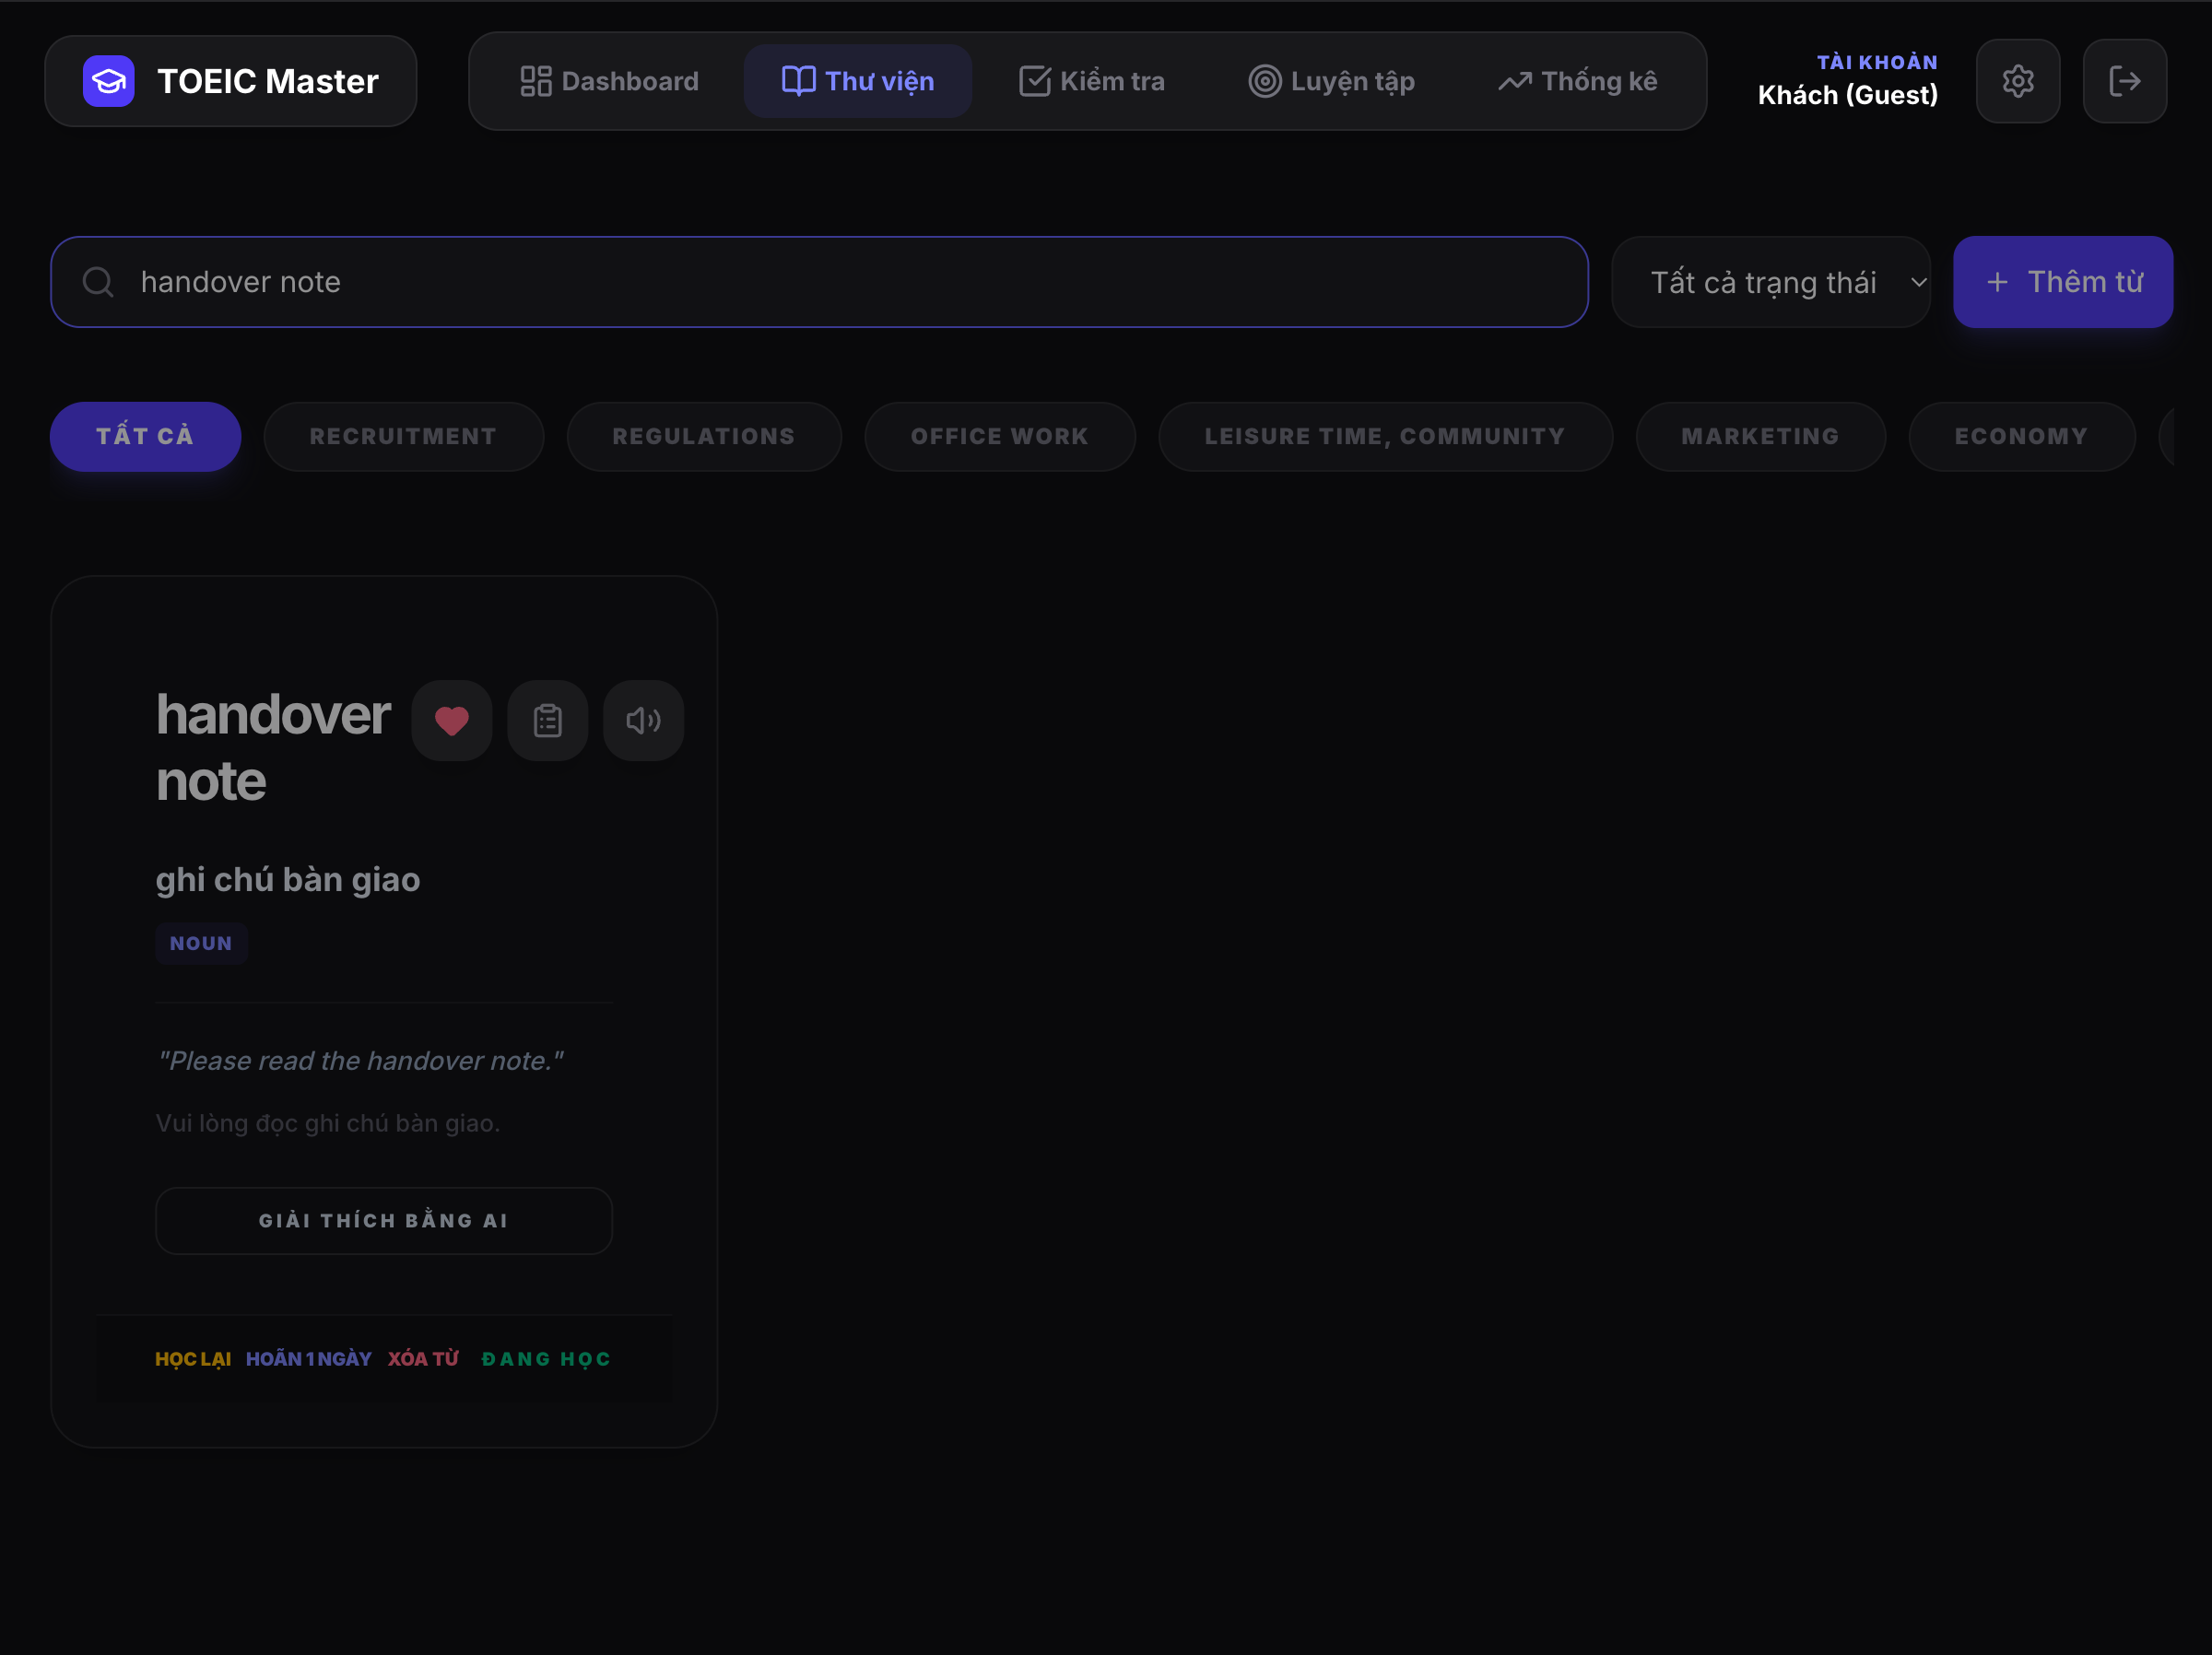 TOEIC Master
Dashboard
Thư viện
Kiểm tra
Luyện tập
Thống kê
TÀI KHOẢN
Khách (Guest)
handover note
Tất cả trạng thái
+ Thêm từ
TẤT CẢ
RECRUITMENT
REGULATIONS
OFFICE WORK
LEISURE TIME, COMMUNITY
MARKETING
ECONOMY
handover
note
ghi chú bàn giao
NOUN
"Please read the handover note."
Vui lòng đọc ghi chú bàn giao.
GIẢI THÍCH BẰNG AI
HỌC LẠI HOÃN 1 NGÀY XÓA TỪ ĐANG HỌC